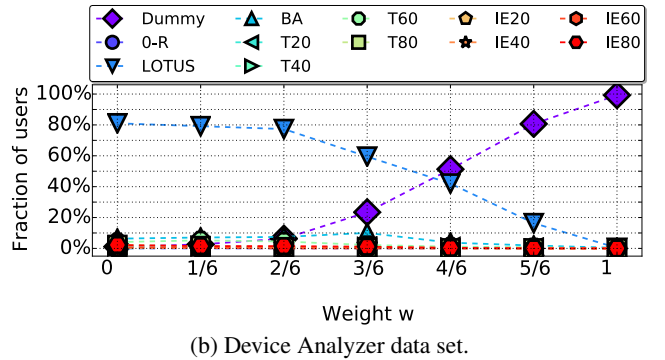 Dummy BA T60 IE20 IE60
0-R T20 T80 IE40 IE80
LOTUS T40
Fraction of users
100%
80%
60%
40%
20%
0%
0 1/6 2/6 3/6 4/6 5/6 1
Weight w
(b) Device Analyzer data set.